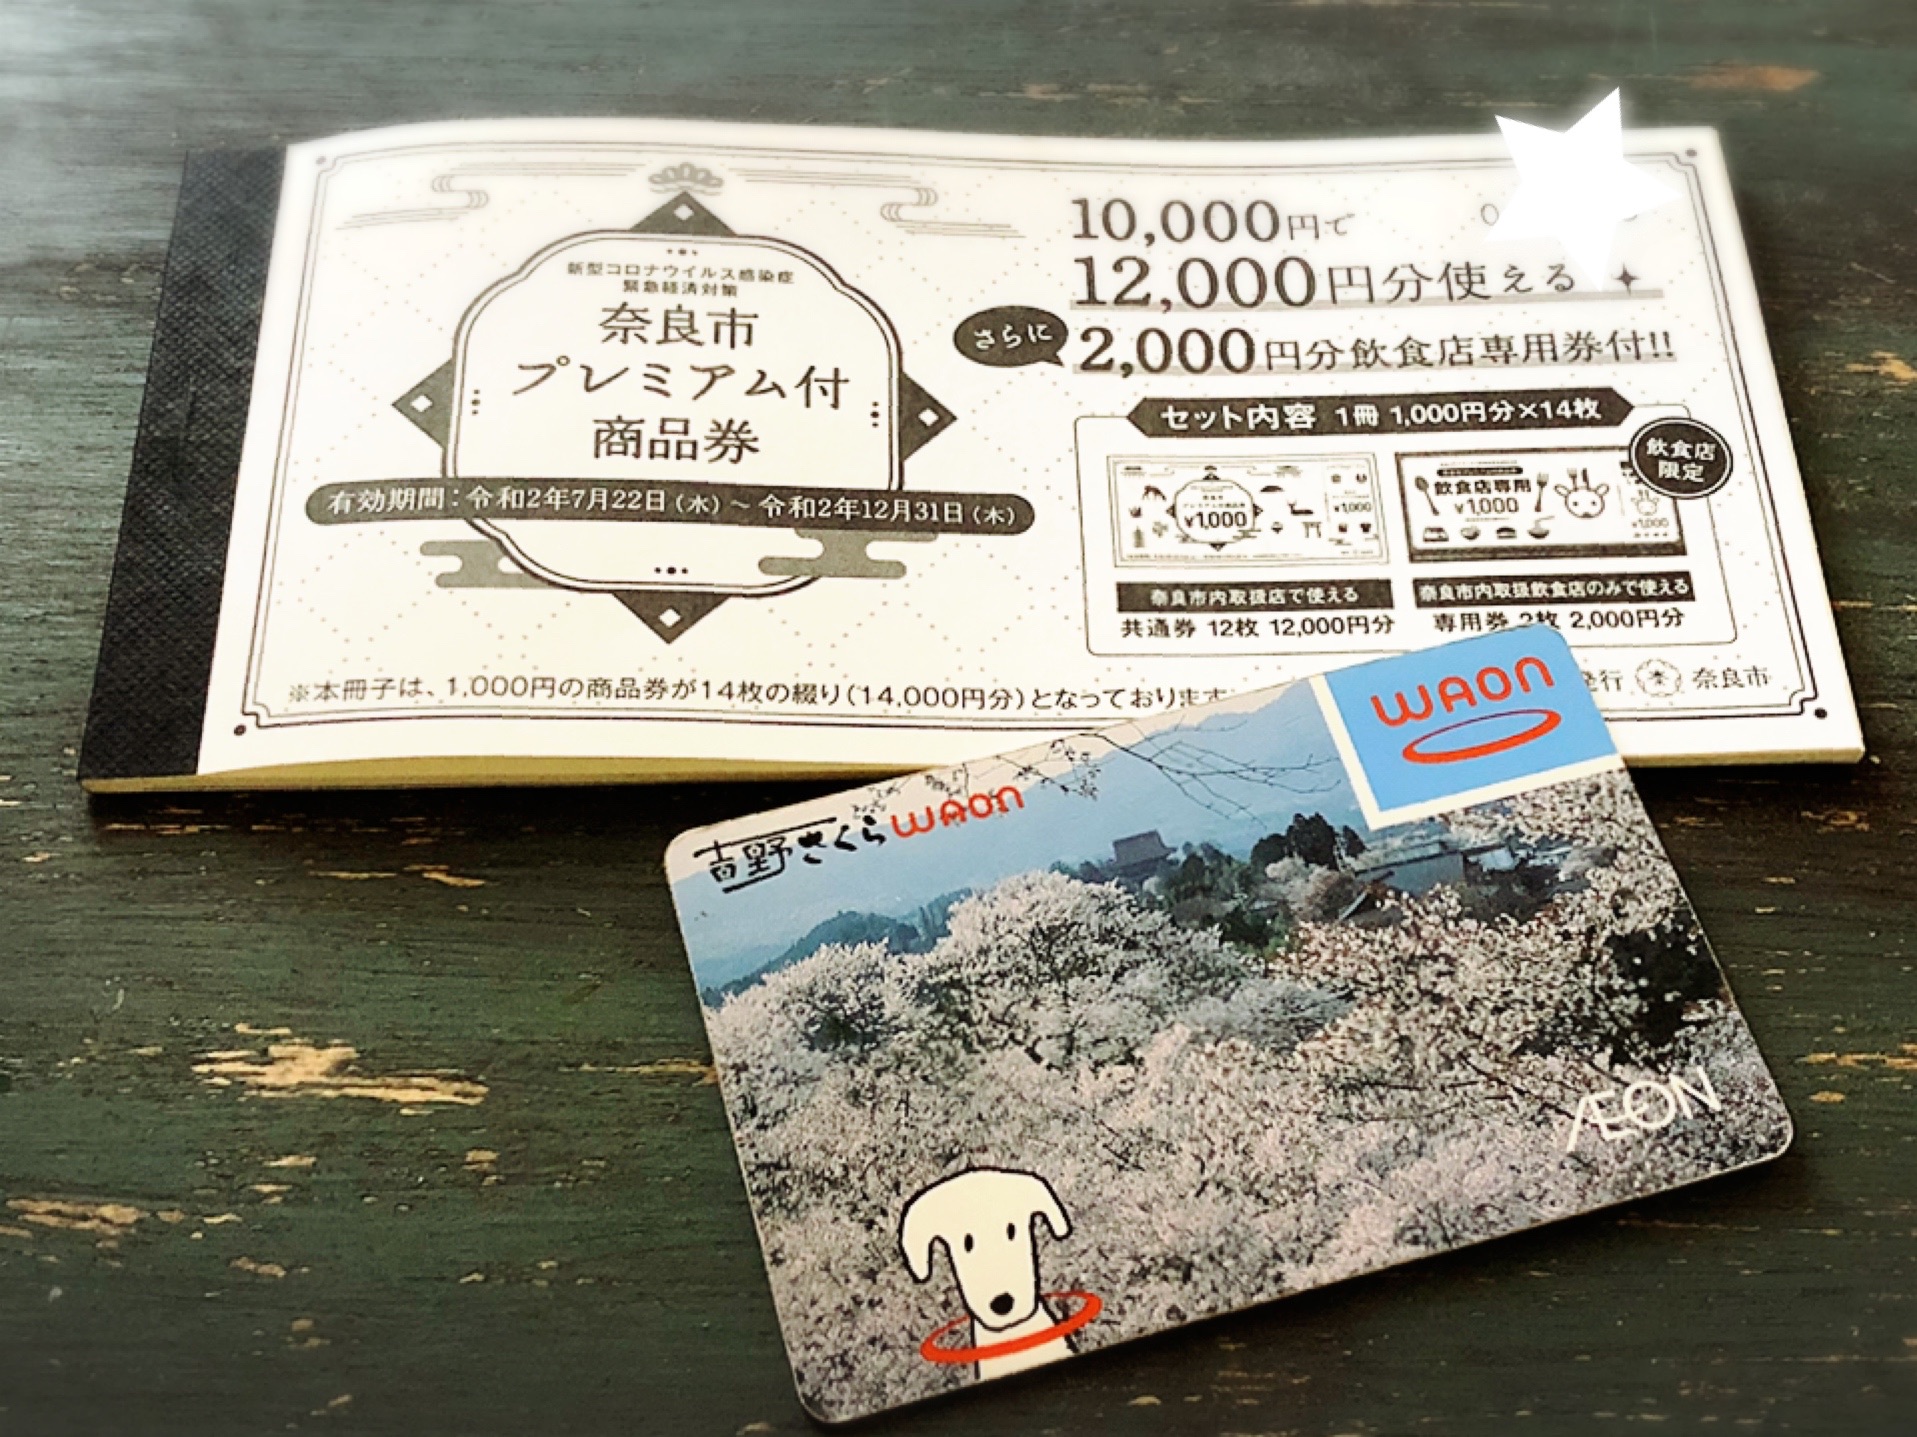 新型コロナウイルス感染症
緊急経済対策
奈良市
プレミアム付
商品券
有効期間：令和2年7月22日（水）～令和2年12月31日（木）
10,000円で
12,000円分使える
さらに
2,000円分飲食店専用券付!!
セット内容 1冊 1,000円分×14枚
飲食店
限定
奈良市
¥1,000
¥1,000
飲食店専用
¥1,000
¥1,000
奈良市内取扱店で使える
共通券 12枚 12,000円分
奈良市内取扱飲食店のみで使える
専用券 2枚 2,000円分
※本冊子は、1,000円の商品券が14枚の綴り（14,000円分）となっております
発行 奈良市
WAON
吉野さくらWAON
ÆON